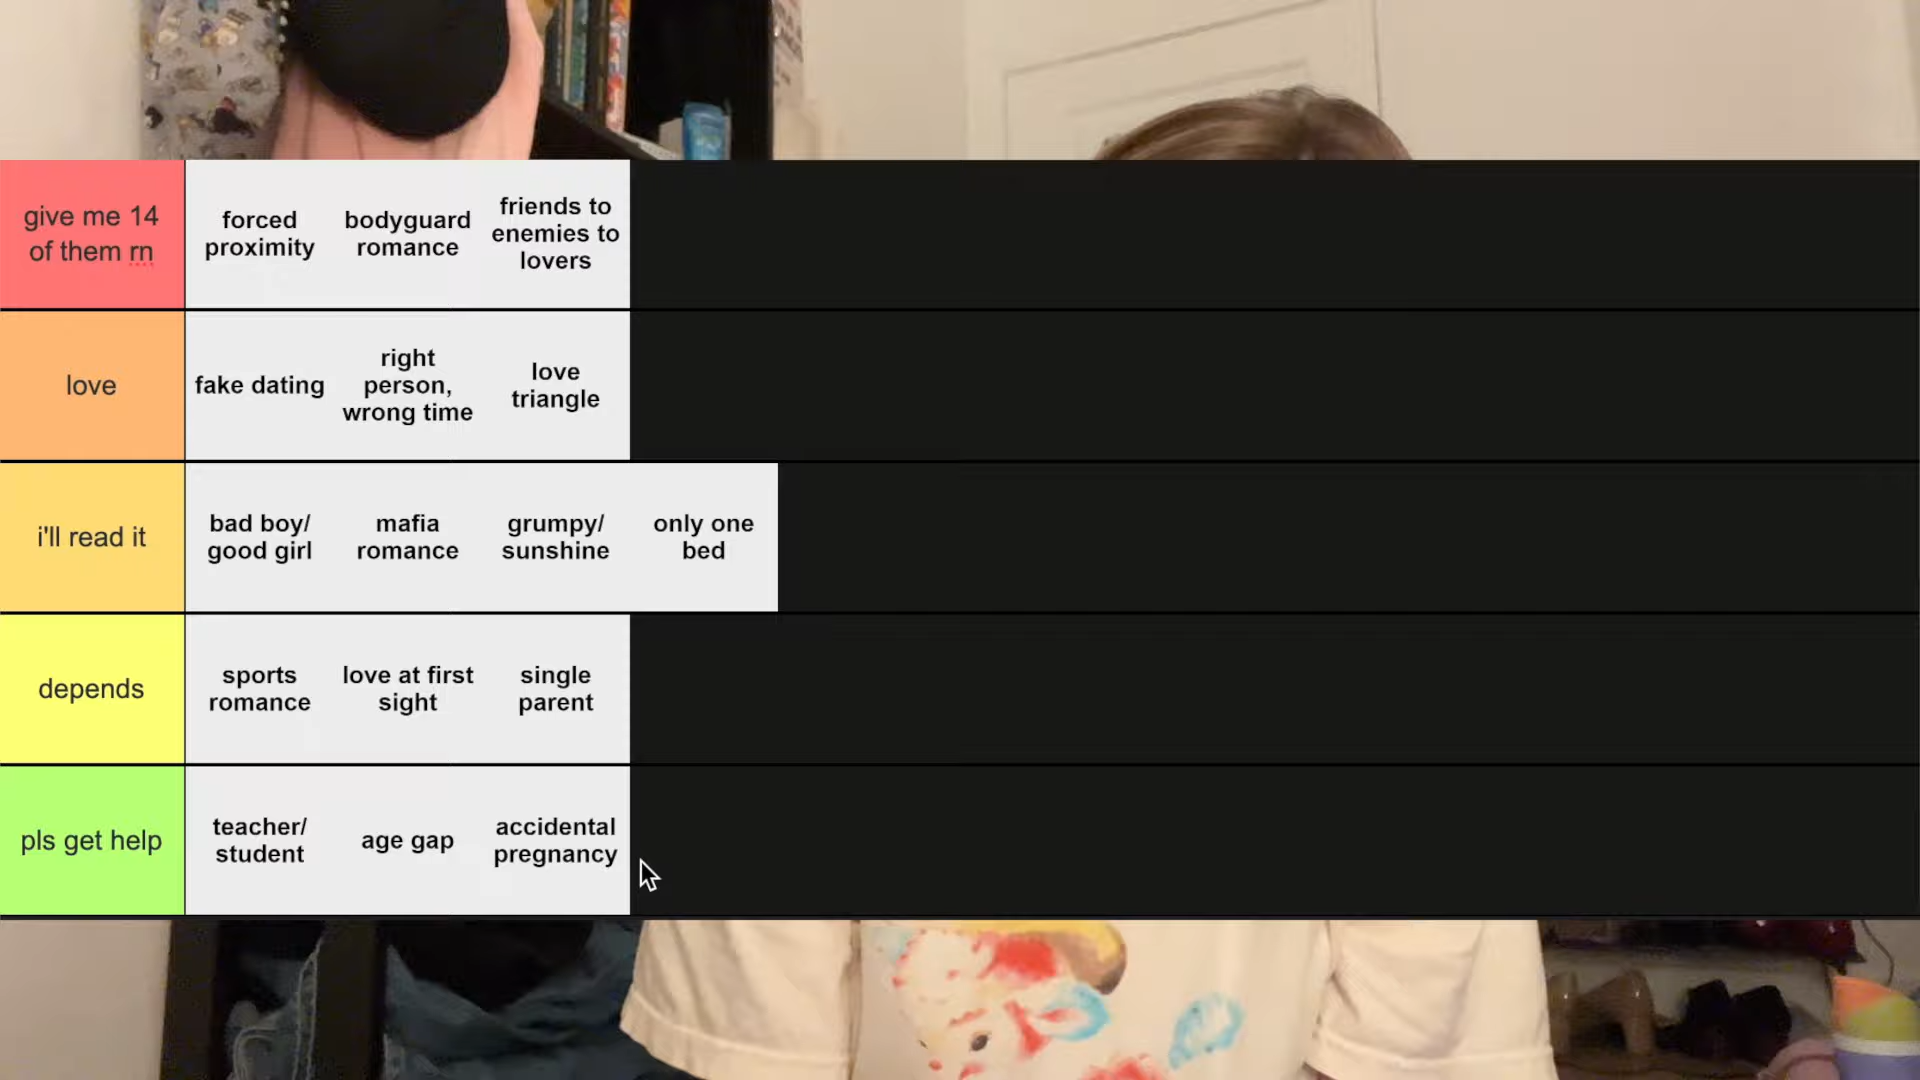 give me 14
of them rn
forced
proximity
bodyguard
romance
friends to
enemies to
lovers
love
fake dating
right
person,
wrong time
love
triangle
i'll read it
bad boy/
good girl
mafia
romance
grumpy/
sunshine
only one
bed
depends
sports
romance
love at first
sight
single
parent
pls get help
teacher/
student
age gap
accidental
pregnancy